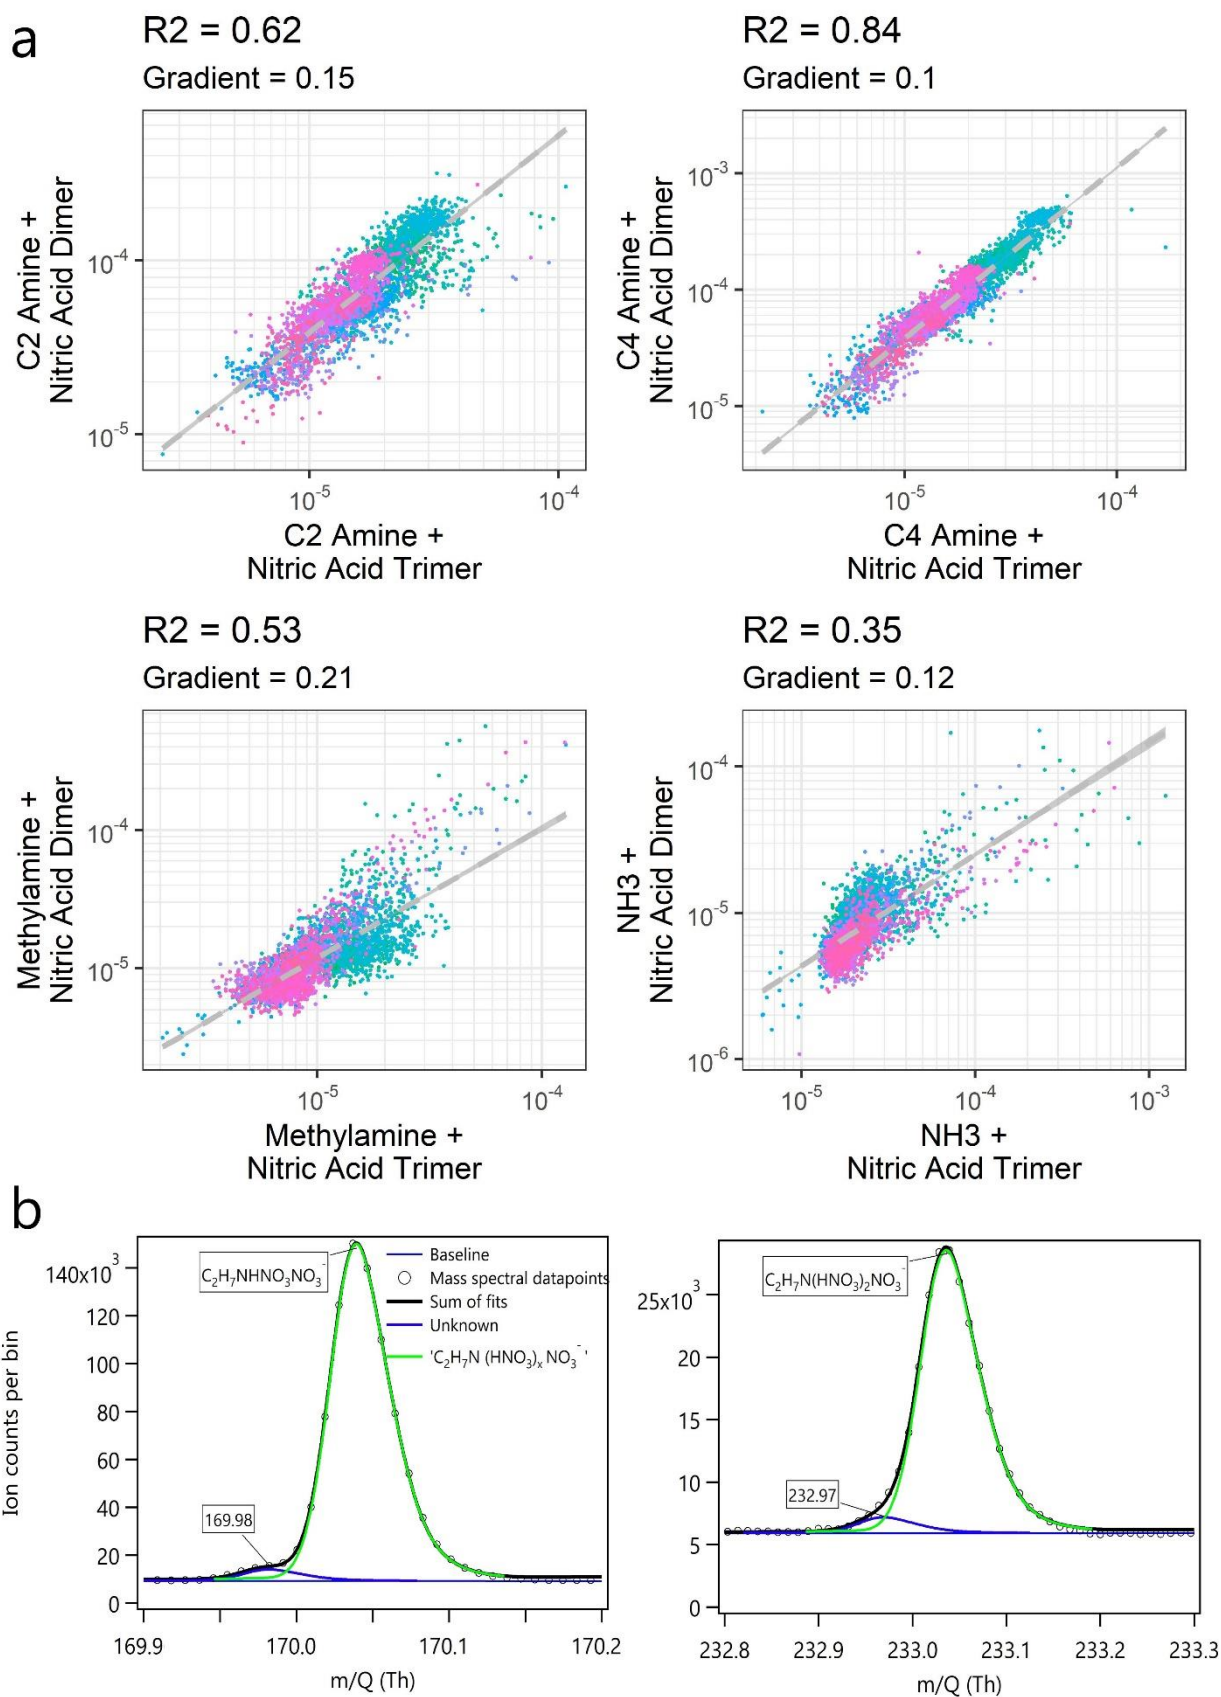 a
R2 = 0.62
Gradient = 0.15
C2 Amine +
Nitric Acid Dimer
10⁻⁴
10⁻⁵
10⁻⁵
10⁻⁴
C2 Amine +
Nitric Acid Trimer
R2 = 0.84
Gradient = 0.1
C4 Amine +
Nitric Acid Dimer
10⁻³
10⁻⁴
10⁻⁵
10⁻⁵
10⁻⁴
C4 Amine +
Nitric Acid Trimer
R2 = 0.53
Gradient = 0.21
Methylamine +
Nitric Acid Dimer
10⁻⁴
10⁻⁵
10⁻⁵
10⁻⁴
Methylamine +
Nitric Acid Trimer
R2 = 0.35
Gradient = 0.12
NH3 +
Nitric Acid Dimer
10⁻⁴
10⁻⁵
10⁻⁶
10⁻⁵
10⁻⁴
10⁻³
NH3 +
Nitric Acid Trimer
b
Ion counts per bin
140x10³
120
100
80
60
40
20
0
C₂H₇NHNO₃NO₃⁻
169.98
Baseline
Mass spectral datapoints
Sum of fits
Unknown
'C₂H₇N (HNO₃)ₓ NO₃⁻ '
169.9
170.0
170.1
170.2
m/Q (Th)
25x10³
20
15
10
5
0
C₂H₇N(HNO₃)₂NO₃⁻
232.97
232.8
232.9
233.0
233.1
233.2
233.3
m/Q (Th)